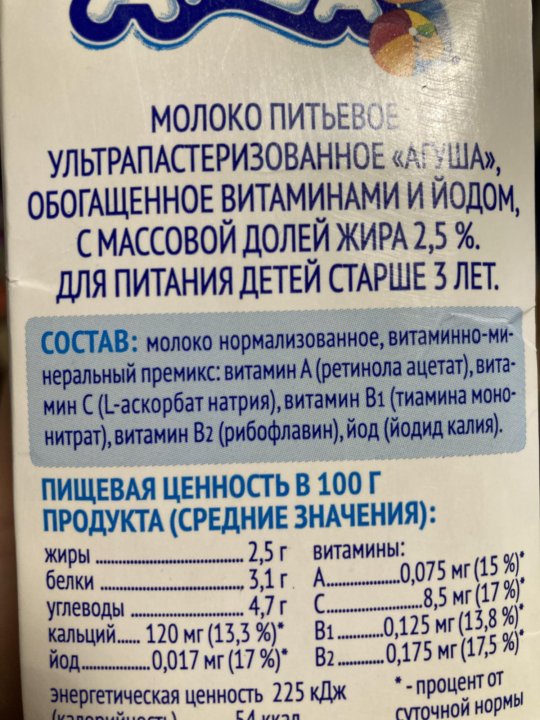 МОЛОКО ПИТЬЕВОЕ
УЛЬТРАПАСТЕРИЗОВАННОЕ «АГУША»,
ОБОГАЩЕННОЕ ВИТАМИНАМИ И ЙОДОМ,
С МАССОВОЙ ДОЛЕЙ ЖИРА 2,5 %.
ДЛЯ ПИТАНИЯ ДЕТЕЙ СТАРШЕ 3 ЛЕТ.
СОСТАВ: молоко нормализованное, витаминно-ми-
неральный премикс: витамин А (ретинола ацетат), вита-
мин С (L-аскорбат натрия), витамин В1 (тиамина моно-
нитрат), витамин В2 (рибофлавин), йод (йодид калия).
ПИЩЕВАЯ ЦЕННОСТЬ В 100 Г
ПРОДУКТА (СРЕДНИЕ ЗНАЧЕНИЯ):
жиры ........................ 2,5 г
белки ....................... 3,1 г
углеводы .................. 4,7 г
кальций..... 120 мг (13,3 %)*
йод..............0,017 мг (17 %)*
энергетическая ценность 225 кДж
(калорийность) 54 ккал
витамины:
А..............0,075 мг (15 %)*
С...................8,5 мг (17 %)*
В1..........0,125 мг (13,8 %)*
В2..........0,175 мг (17,5 %)*
* - процент от
суточной нормы